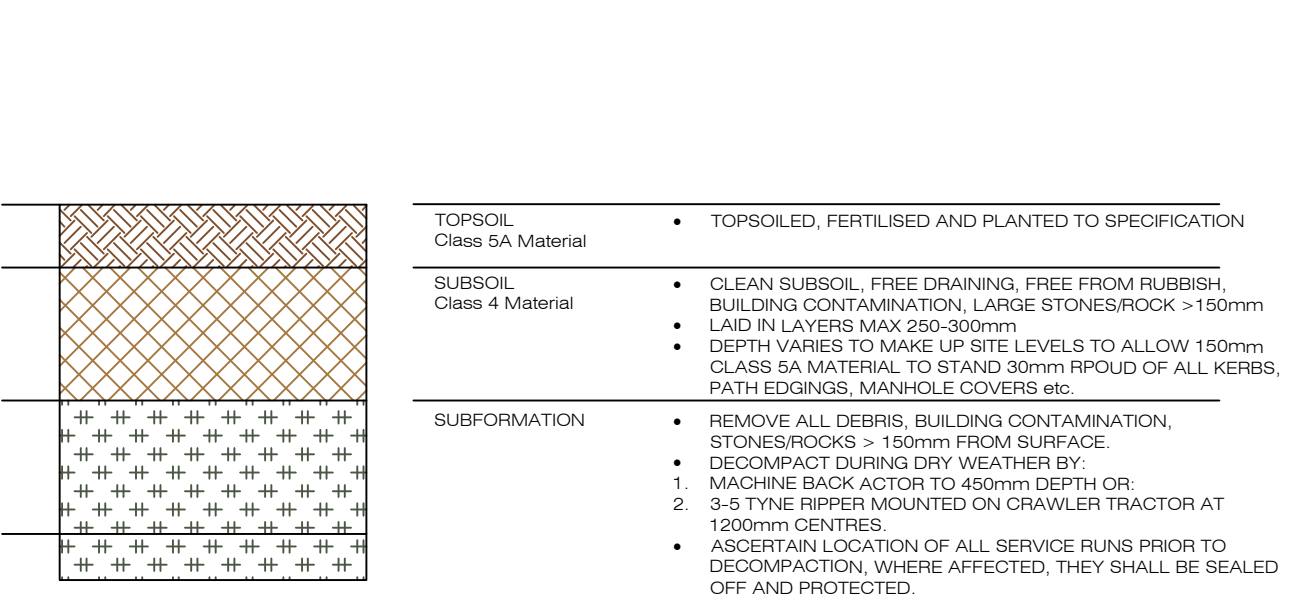 TOPSOIL
Class 5A Material
• TOPSOILED, FERTILISED AND PLANTED TO SPECIFICATION
SUBSOIL
Class 4 Material
• CLEAN SUBSOIL, FREE DRAINING, FREE FROM RUBBISH,
BUILDING CONTAMINATION, LARGE STONES/ROCK >150mm
• LAID IN LAYERS MAX 250-300mm
• DEPTH VARIES TO MAKE UP SITE LEVELS TO ALLOW 150mm
CLASS 5A MATERIAL TO STAND 30mm RPOUD OF ALL KERBS,
PATH EDGINGS, MANHOLE COVERS etc.
SUBFORMATION
• REMOVE ALL DEBRIS, BUILDING CONTAMINATION,
STONES/ROCKS > 150mm FROM SURFACE.
• DECOMPACT DURING DRY WEATHER BY:
1. MACHINE BACK ACTOR TO 450mm DEPTH OR:
2. 3-5 TYNE RIPPER MOUNTED ON CRAWLER TRACTOR AT
1200mm CENTRES.
• ASCERTAIN LOCATION OF ALL SERVICE RUNS PRIOR TO
DECOMPACTION, WHERE AFFECTED, THEY SHALL BE SEALED
OFF AND PROTECTED.